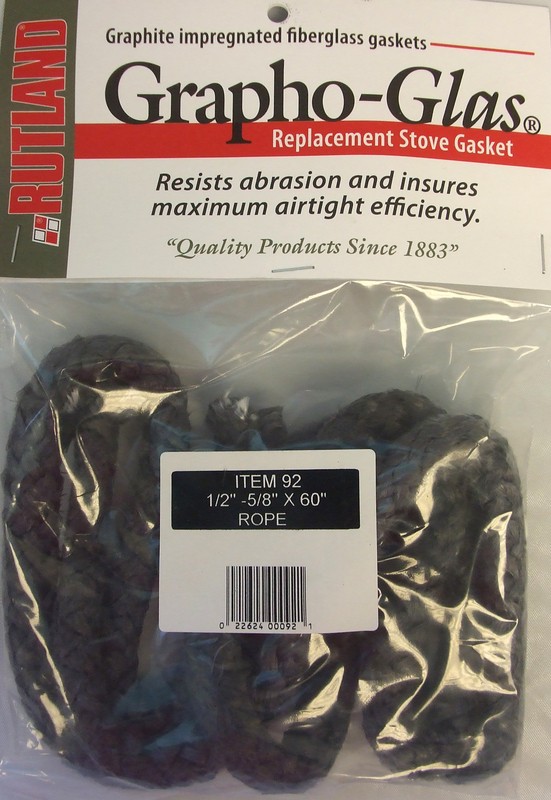 RUTLAND®
Graphite impregnated fiberglass gaskets
Grapho-Glas®
Replacement Stove Gasket
Resists abrasion and insures
maximum airtight efficiency.
“Quality Products Since 1883”
ITEM 92
1/2" -5/8" X 60"
ROPE
0 22624 00092 1